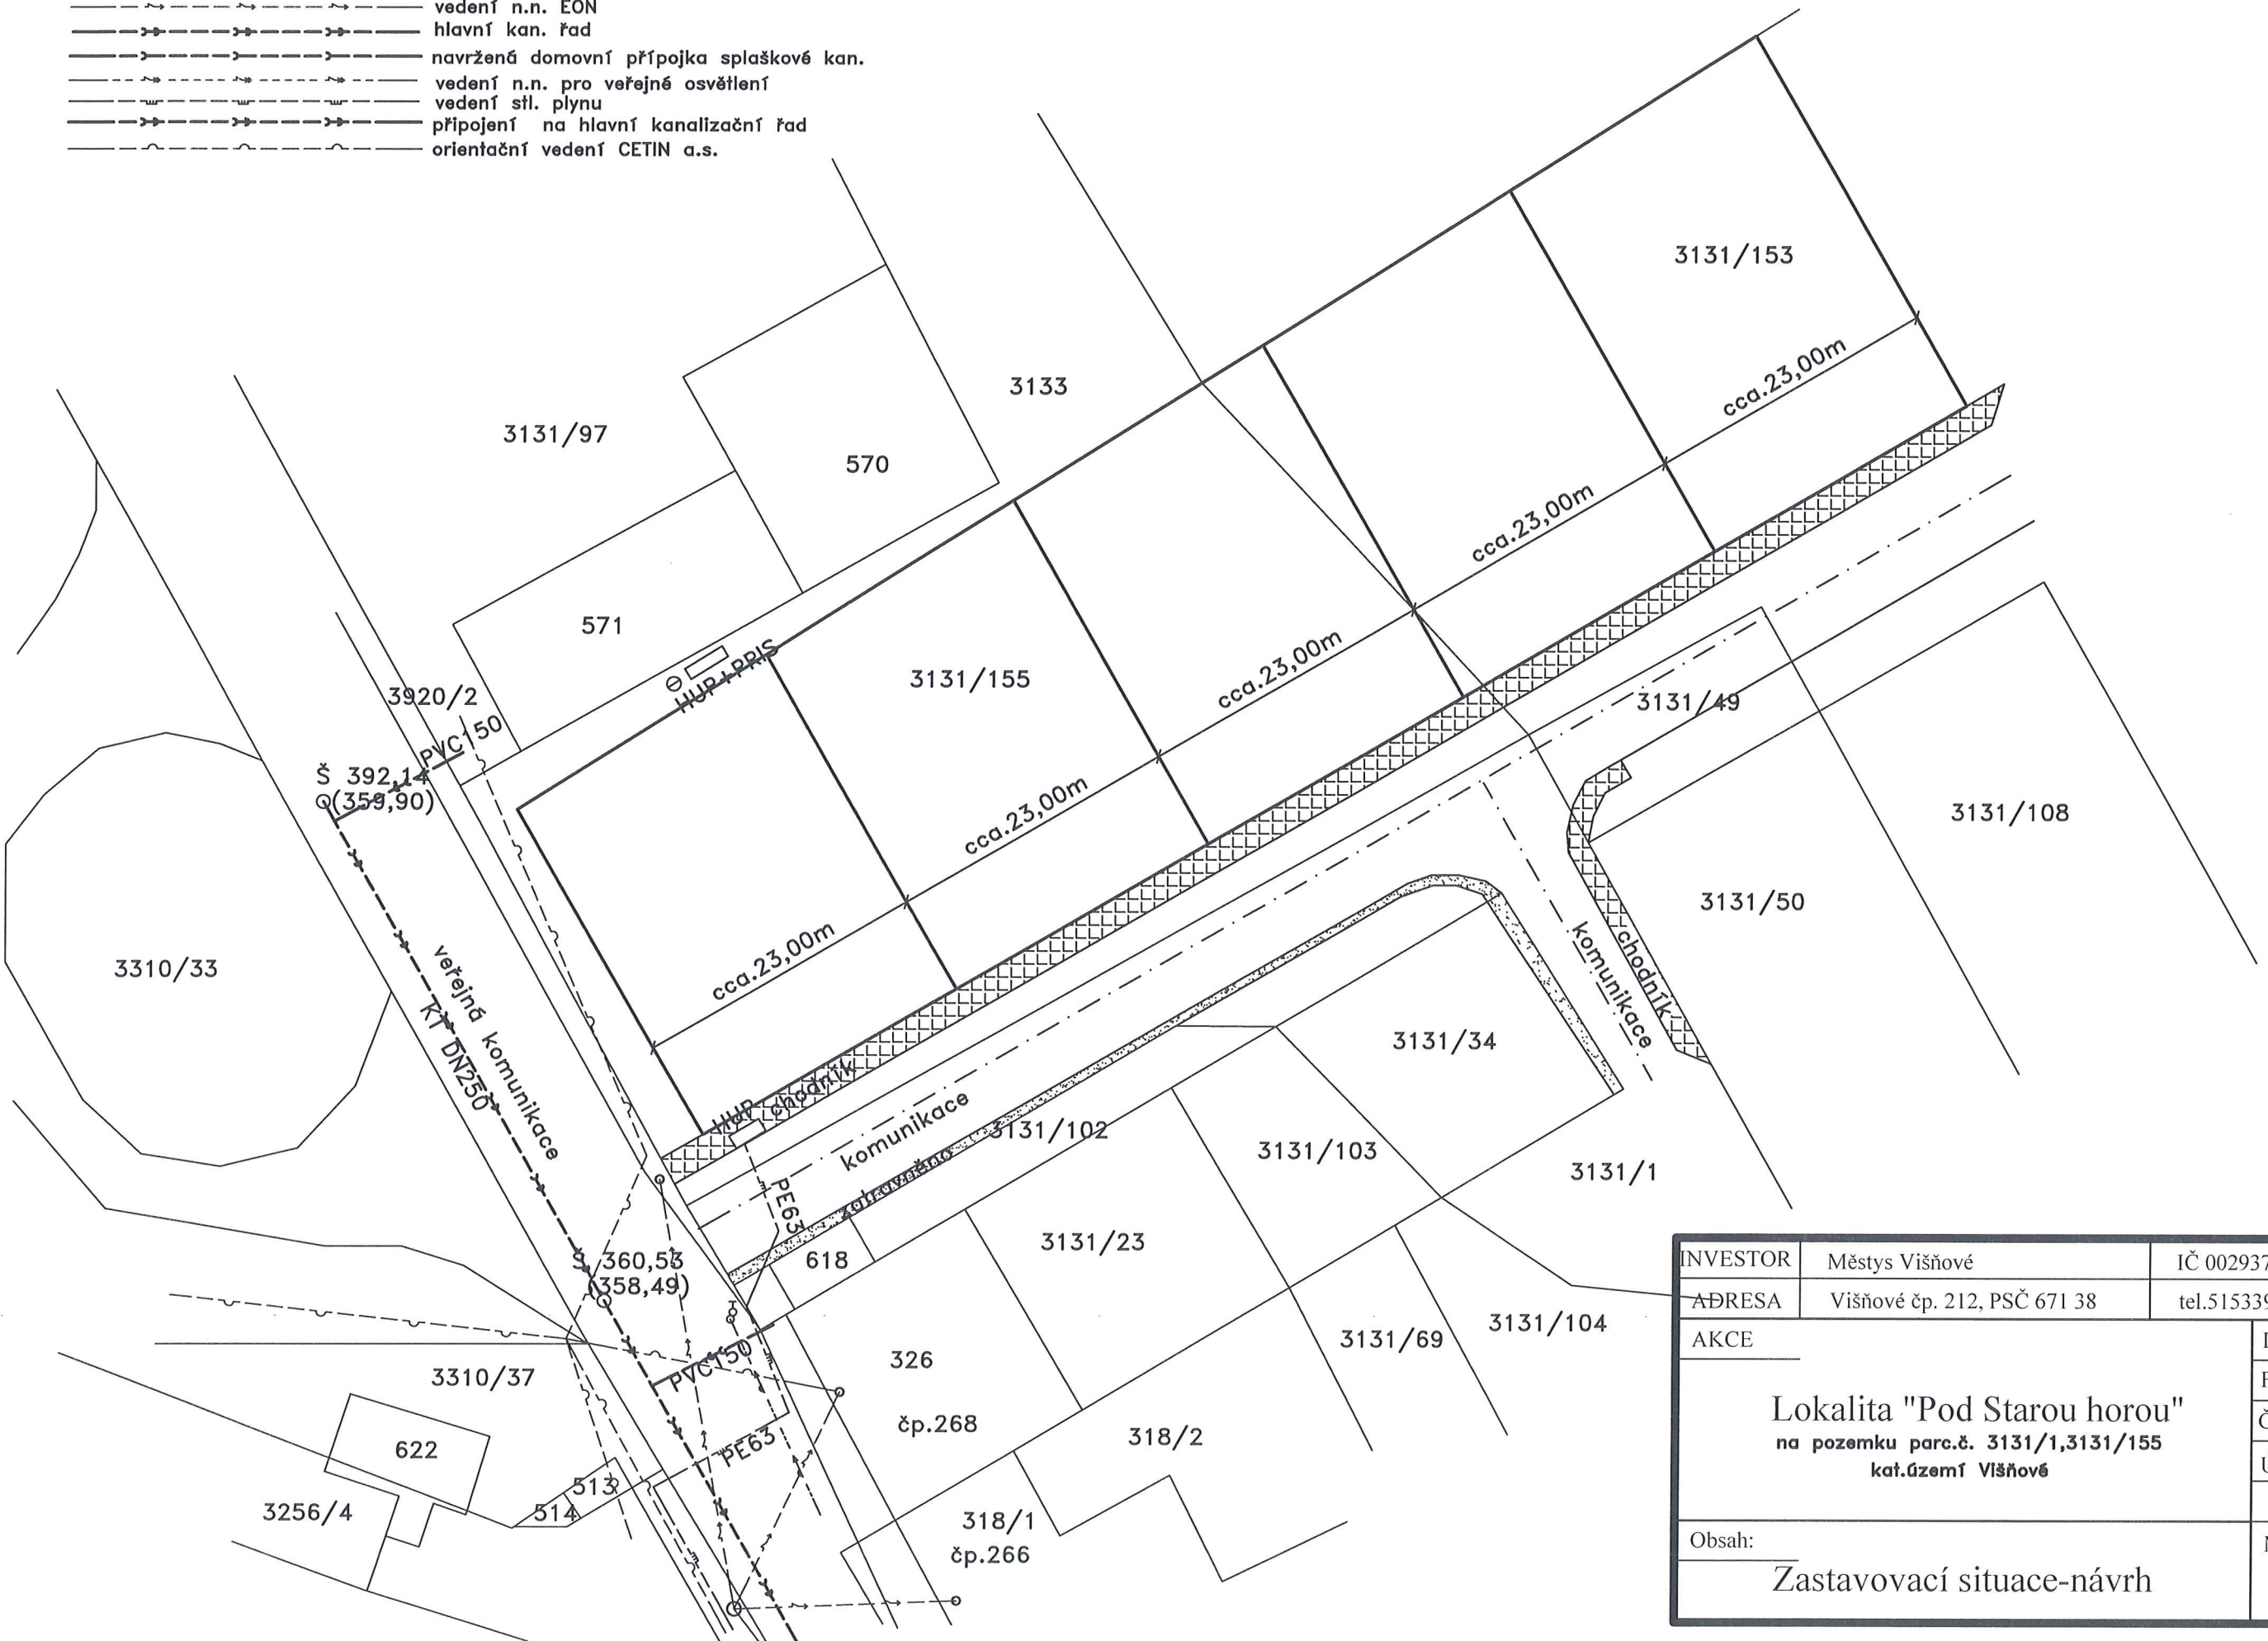 vedení n.n. EON
hlavní kan. řad
navržená domovní přípojka splaškové kan.
vedení n.n. pro veřejné osvětlení
vedení stl. plynu
připojení na hlavní kanalizační řad
orientační vedení CETIN a.s.
3131/153
cca.23,00m
3133
3131/97
570
cca.23,00m
571
3131/155
cca.23,00m
HUP+PRIS
3920/2
PVC150
3131/49
Š 392,14
(359,90)
cca.23,00m
3131/108
3131/50
cca.23,00m
3310/33
veřejná komunikace
KT DN250
komunikace
chodník
3131/34
HUP
chodník
komunikace
3131/102
3131/103
3131/1
zatravněno
PE63
618
3131/23
Š 360,53
(358,49)
3131/69
3131/104
326
PVC150
3310/37
čp.268
318/2
622
PE63
513
514
3256/4
318/1
čp.266
INVESTOR Městys Višňové IČ 002937
ADRESA Višňové čp. 212, PSČ 671 38 tel.515339
AKCE
Lokalita "Pod Starou horou"
na pozemku parc.č. 3131/1,3131/155
kat.území Višňové
Obsah:
Zastavovací situace-návrh